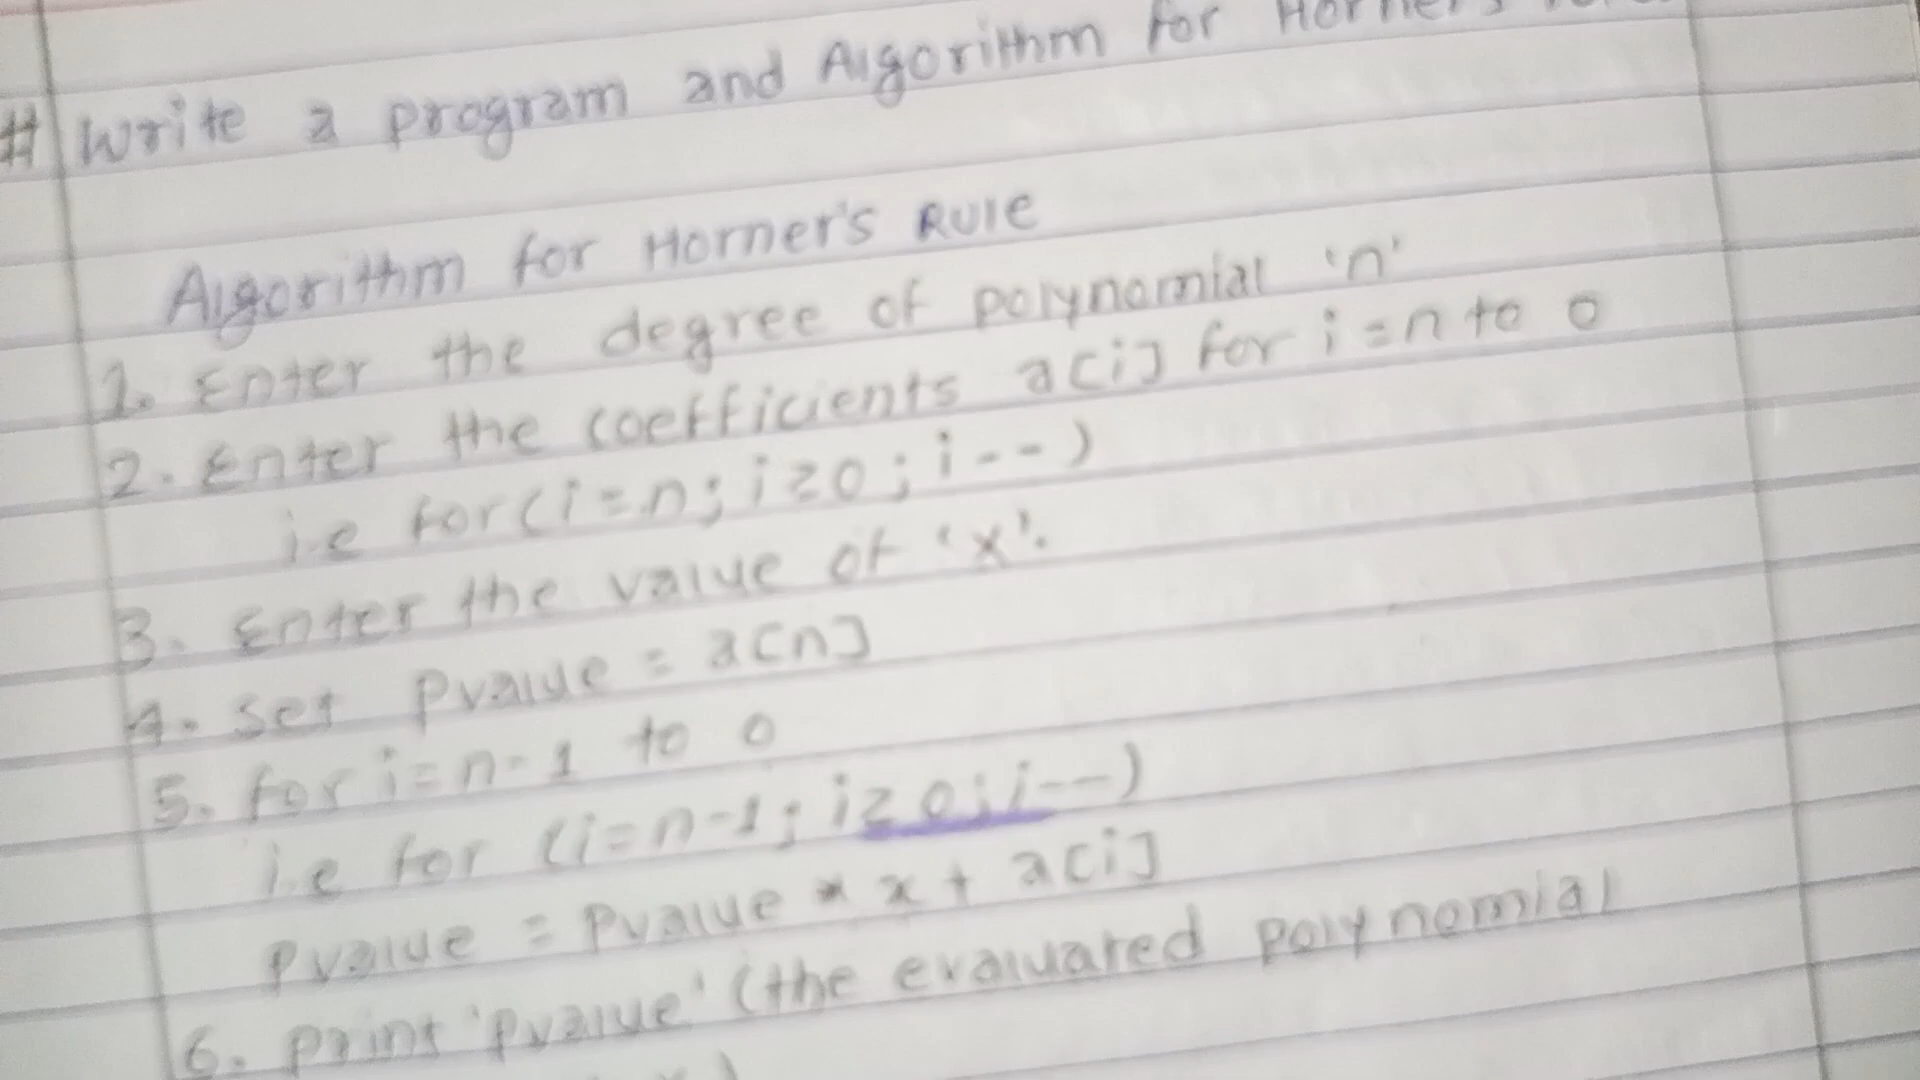 # Write a program and Algorithm for Horner's
Algorithm for Horner's Rule
1. Enter the degree of polynomial 'n'
2. Enter the coefficients a[i] for i=n to 0
i.e for(i=n; i≥0; i--)
3. Enter the value of 'x'.
4. Set Pvalue = a[n]
5. for i=n-1 to 0
i.e for (i=n-1; i≥0; i--)
Pvalue = Pvalue * x + a[i]
6. print 'Pvalue' (the evaluated polynomial